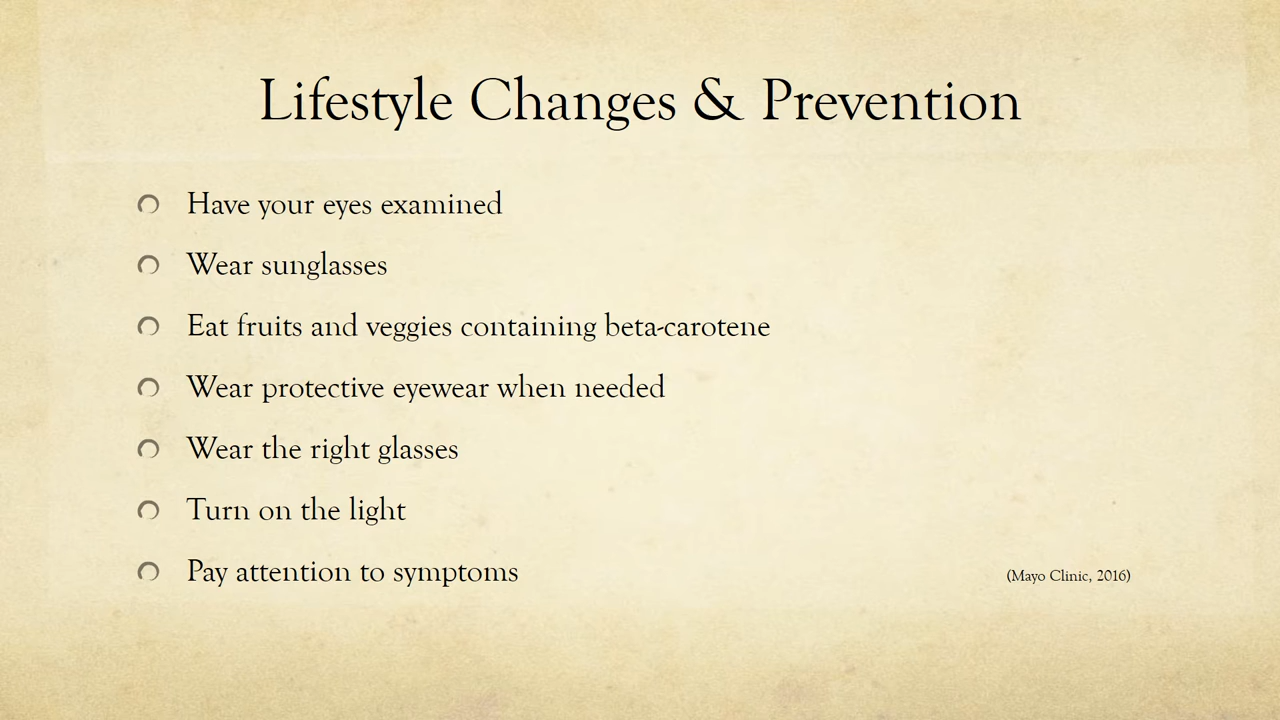 Lifestyle Changes & Prevention
Have your eyes examined
Wear sunglasses
Eat fruits and veggies containing beta-carotene
Wear protective eyewear when needed
Wear the right glasses
Turn on the light
Pay attention to symptoms
(Mayo Clinic, 2016)